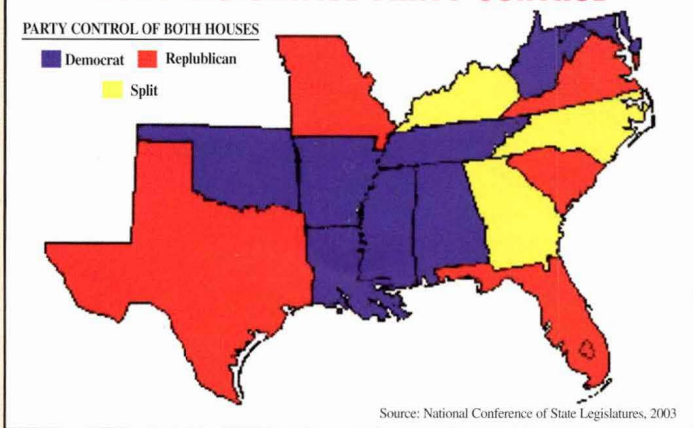 PARTY CONTROL OF BOTH HOUSES
Democrat Replublican
Split
Source: National Conference of State Legislatures, 2003